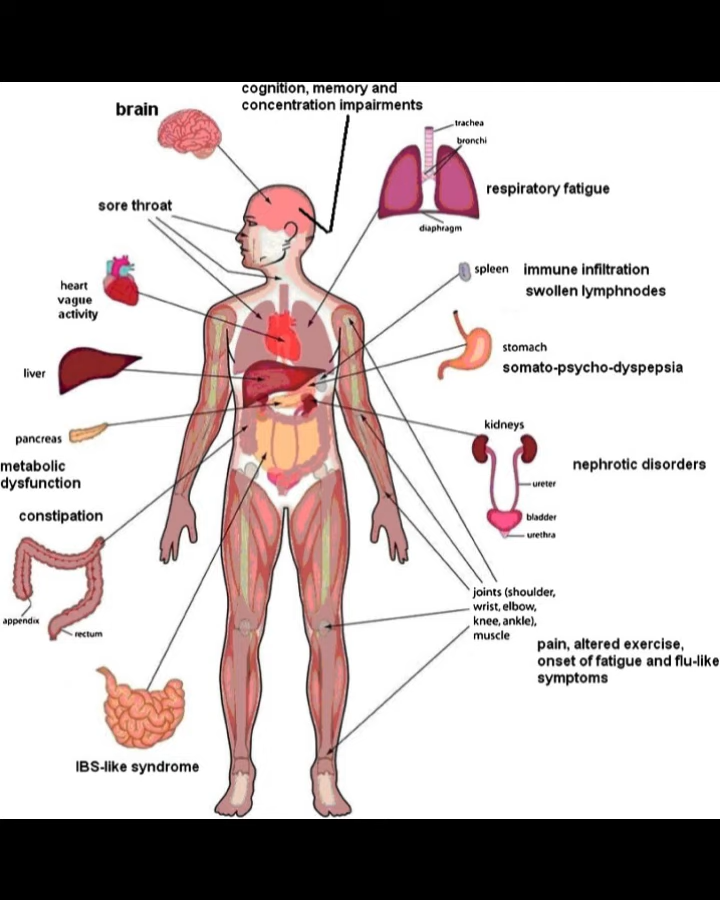 cognition, memory and
concentration impairments
brain
trachea
bronchi
respiratory fatigue
sore throat
diaphragm
spleen
immune infiltration
swollen lymphnodes
heart
vague
activity
stomach
somato-psycho-dyspepsia
liver
kidneys
pancreas
nephrotic disorders
metabolic
dysfunction
ureter
constipation
bladder
urethra
joints (shoulder,
wrist, elbow,
knee, ankle),
muscle
appendix
rectum
pain, altered exercise,
onset of fatigue and flu-like
symptoms
IBS-like syndrome